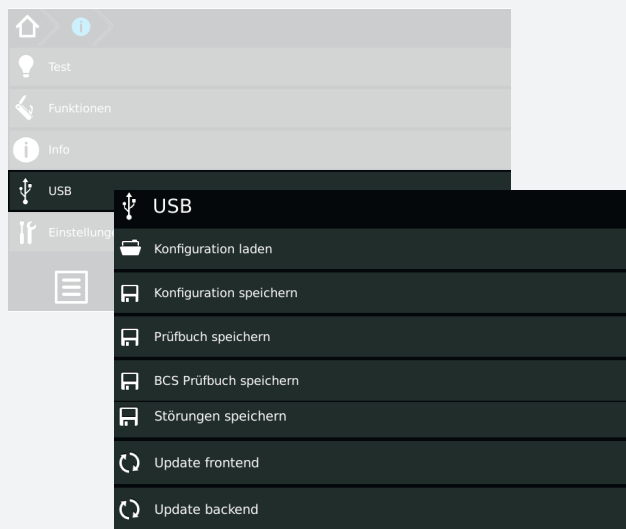 Test
Funktionen
Info
USB
Einstellunge
USB
Konfiguration laden
Konfiguration speichern
Prüfbuch speichern
BCS Prüfbuch speichern
Störungen speichern
Update frontend
Update backend